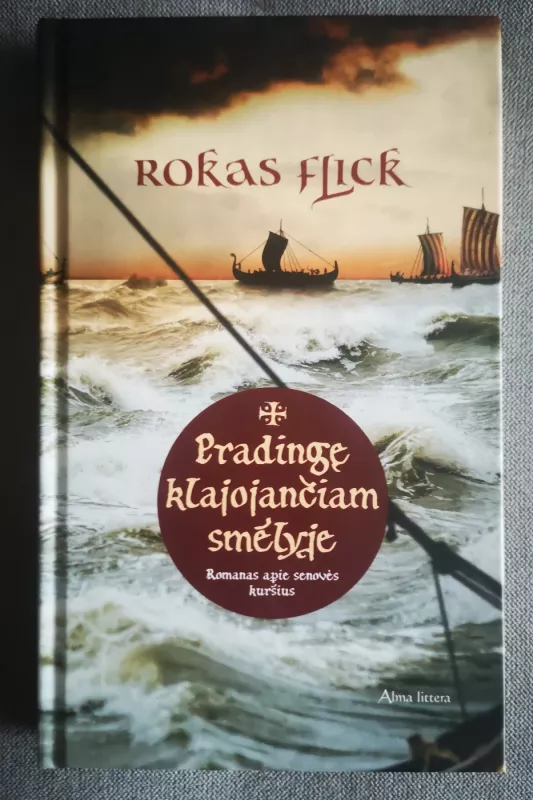 ROKAS FLICK
Pradingę
klajojančiam
smėlyje
Romanas apie senovės
kuršius
Alma littera